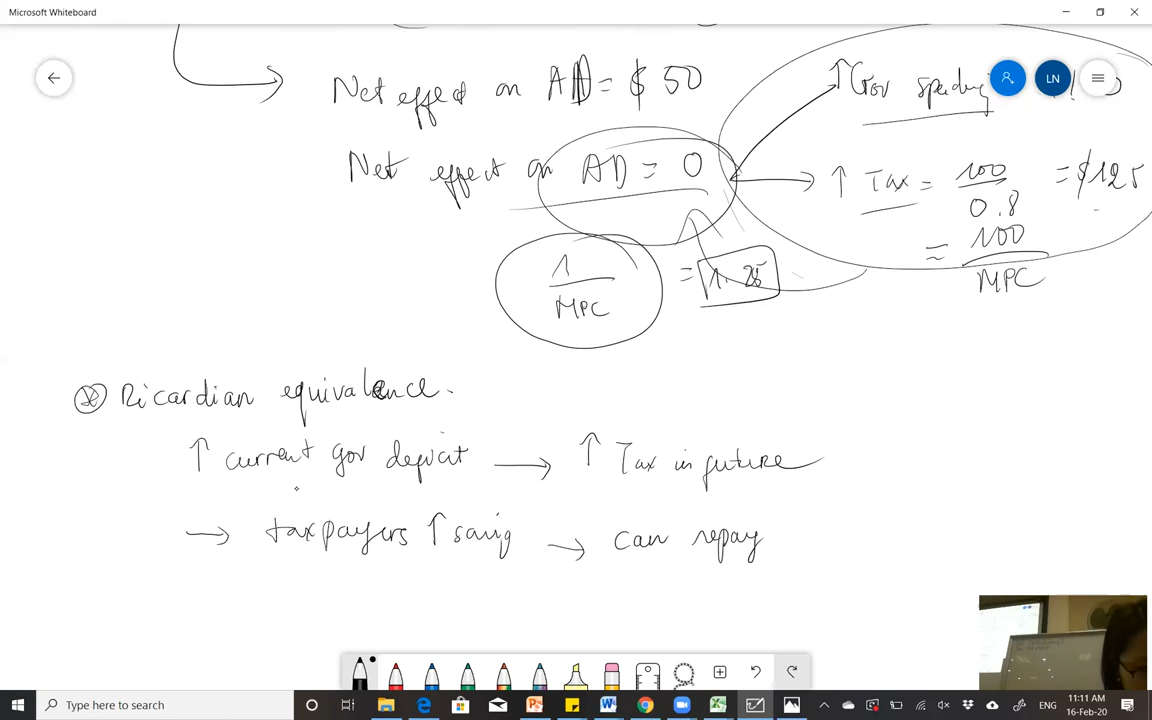 Microsoft Whiteboard
Net effect on AD = $ 50
↑ Gov spending
LN
Net effect on AD = 0
↑ Tax = 100 / 0.8 = $125
= 100 / MPC
1 / MPC = 1.25
Ricardian equivalence.
↑ current gov deficit → ↑ Tax in future
→ taxpayers ↑ saving → can repay
Type here to search
ENG
11:11 AM
16-Feb-20